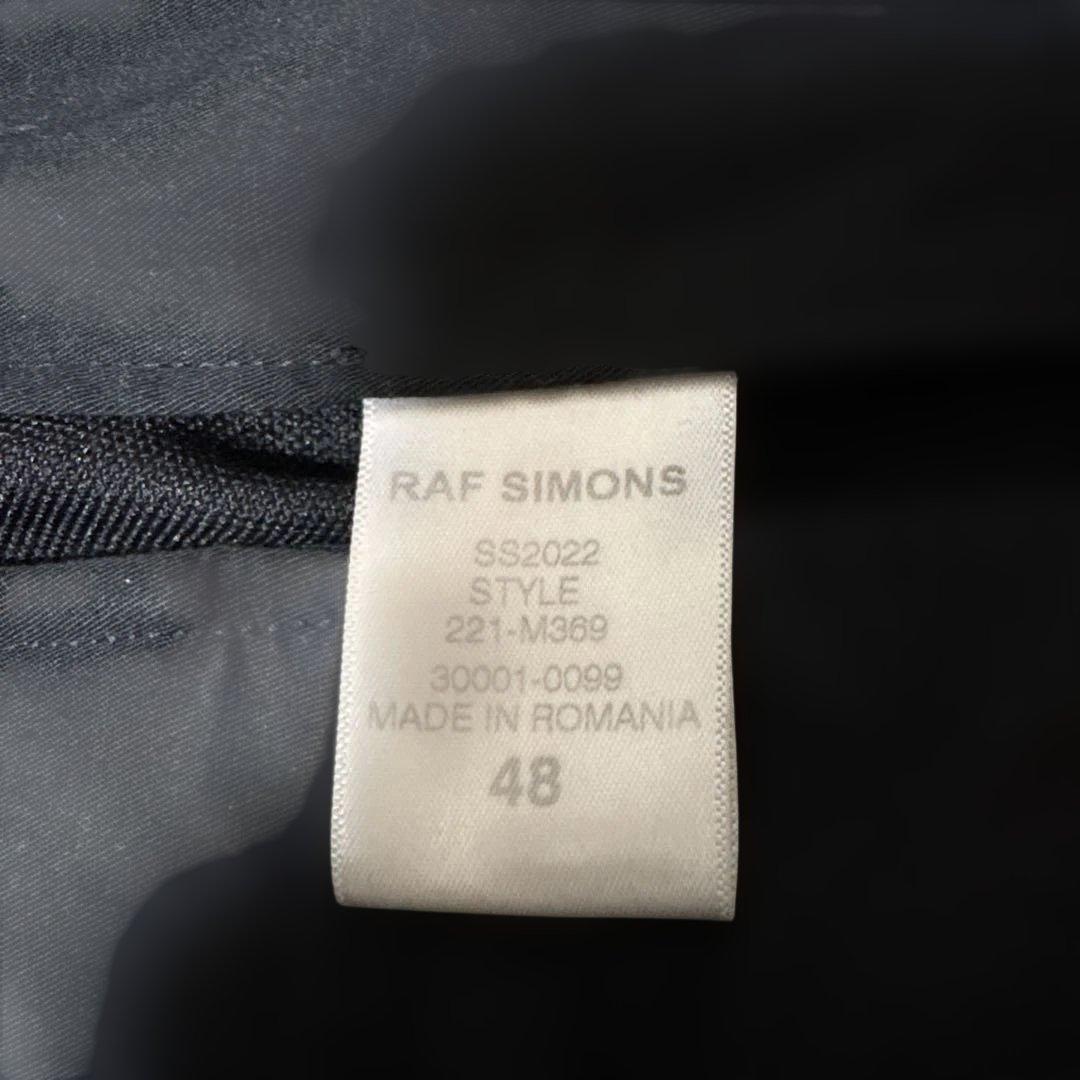 RAF SIMONS
SS2022
STYLE
221-M369
30001-0099
MADE IN ROMANIA
48